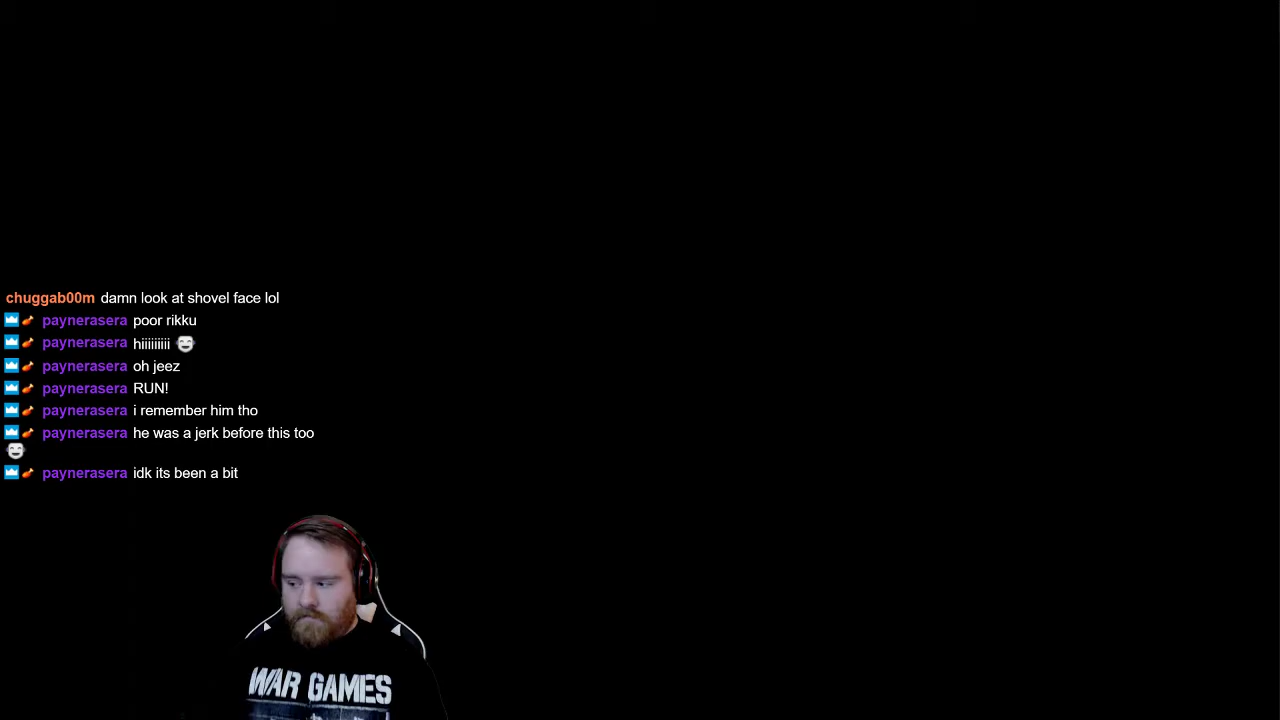 chuggab00m damn look at shovel face lol
paynerasera poor rikku
paynerasera hiiiiiiiii
paynerasera oh jeez
paynerasera RUN!
paynerasera i remember him tho
paynerasera he was a jerk before this too
paynerasera idk its been a bit
WAR GAMES